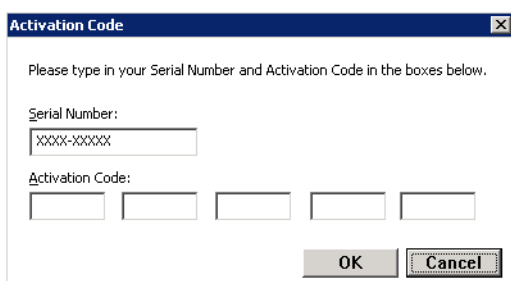 Activation Code
Please type in your Serial Number and Activation Code in the boxes below.
Serial Number:
XXXX-XXXXX
Activation Code:
OK Cancel